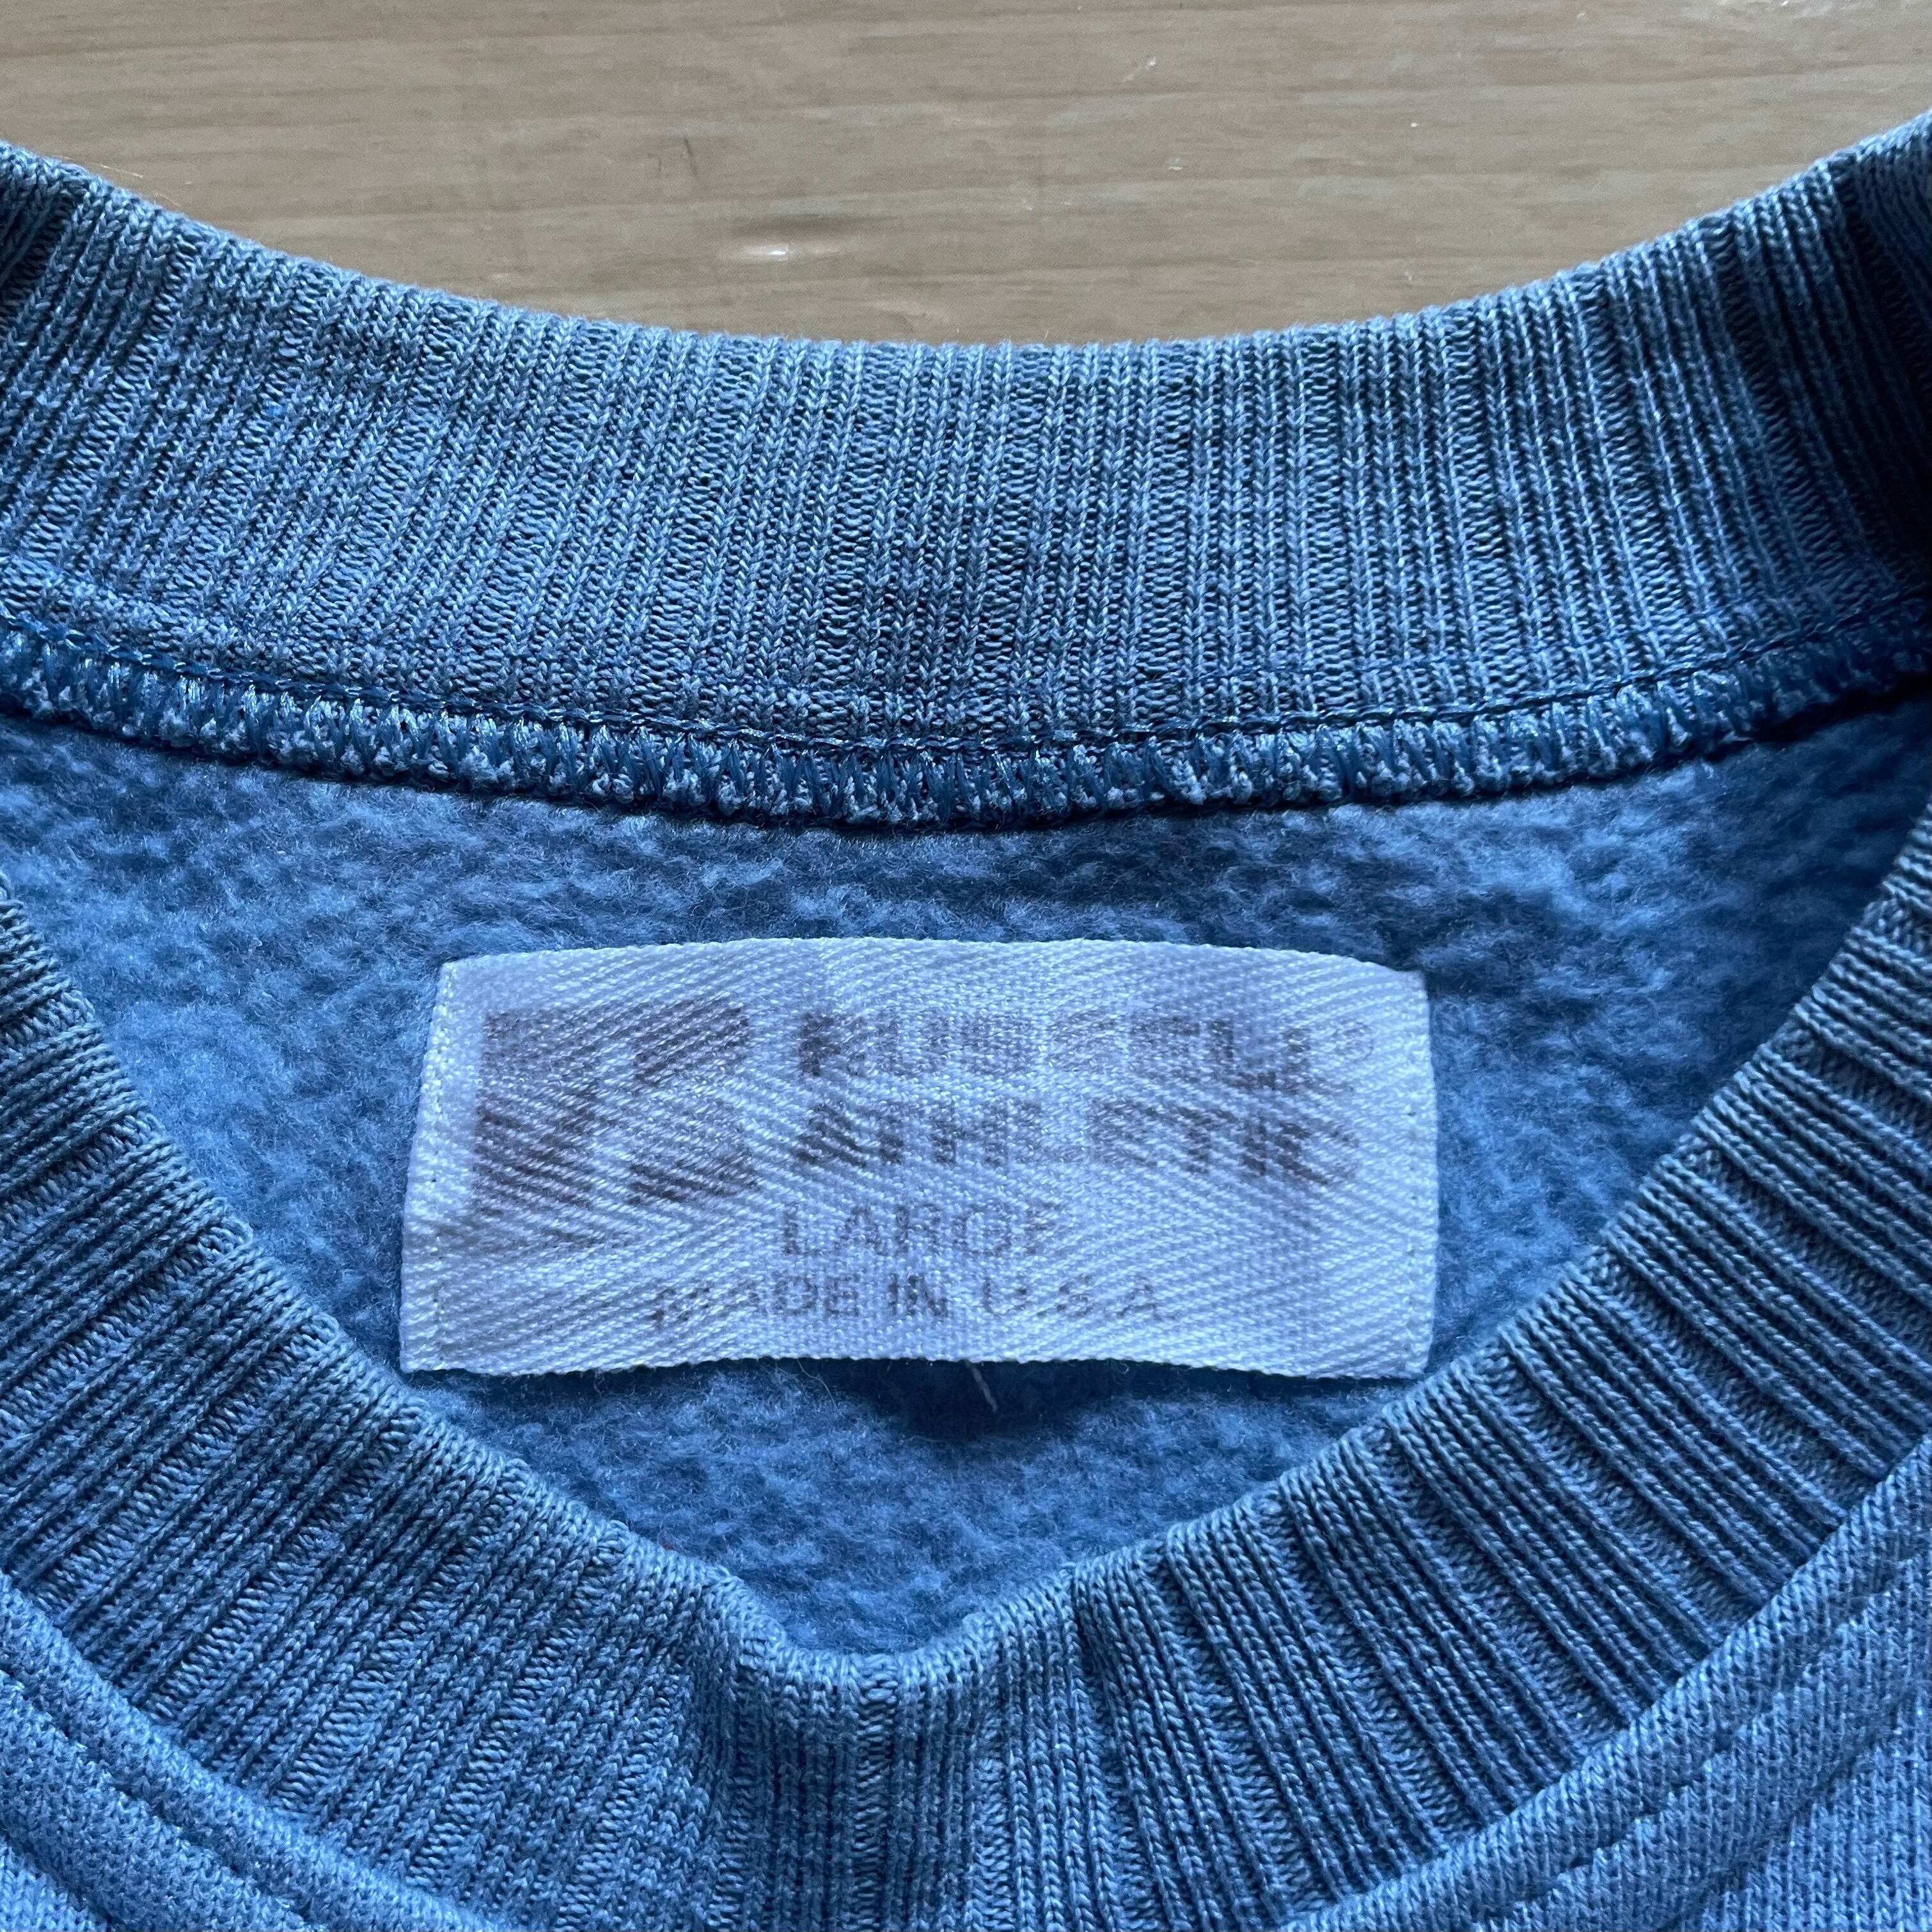 RUSSELL®
ATHLETIC
LARGE
MADE IN U.S.A.